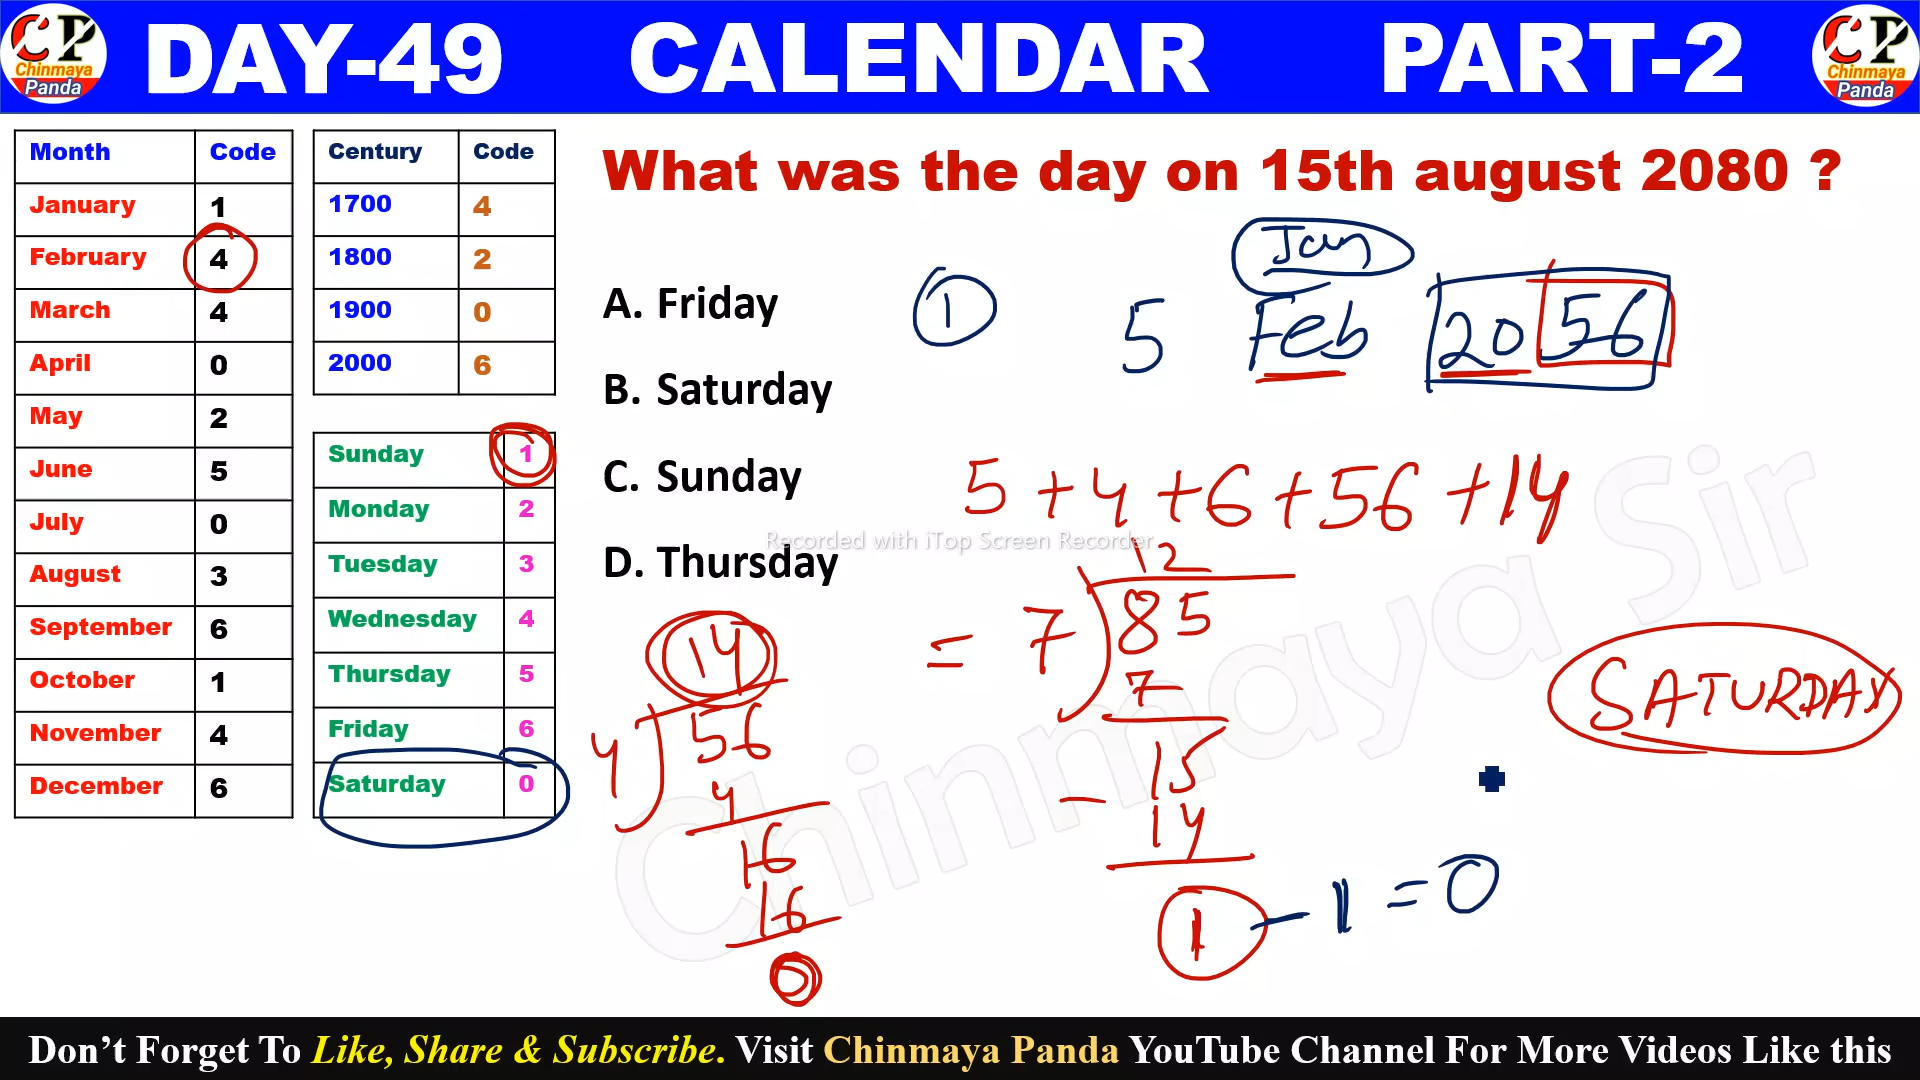 CP Chinmaya Panda DAY-49 CALENDAR PART-2 CP Chinmaya Panda
Month Code
January 1
February 4
March 4
April 0
May 2
June 5
July 0
August 3
September 6
October 1
November 4
December 6
Century Code
1700 4
1800 2
1900 0
2000 6
Sunday 1
Monday 2
Tuesday 3
Wednesday 4
Thursday 5
Friday 6
Saturday 0
What was the day on 15th august 2080 ?
A. Friday
B. Saturday
C. Sunday
D. Thursday
Jan
1 5 Feb 20 56
5 + 4 + 6 + 56 + 14
Recorded with iTop Screen Recorder
12
= 7 85
7
15
- 14
1 - 1 = 0
14
4 56
4
16
16
0
SATURDAY
Chinmaya Sir
Don’t Forget To Like, Share & Subscribe. Visit Chinmaya Panda YouTube Channel For More Videos Like this